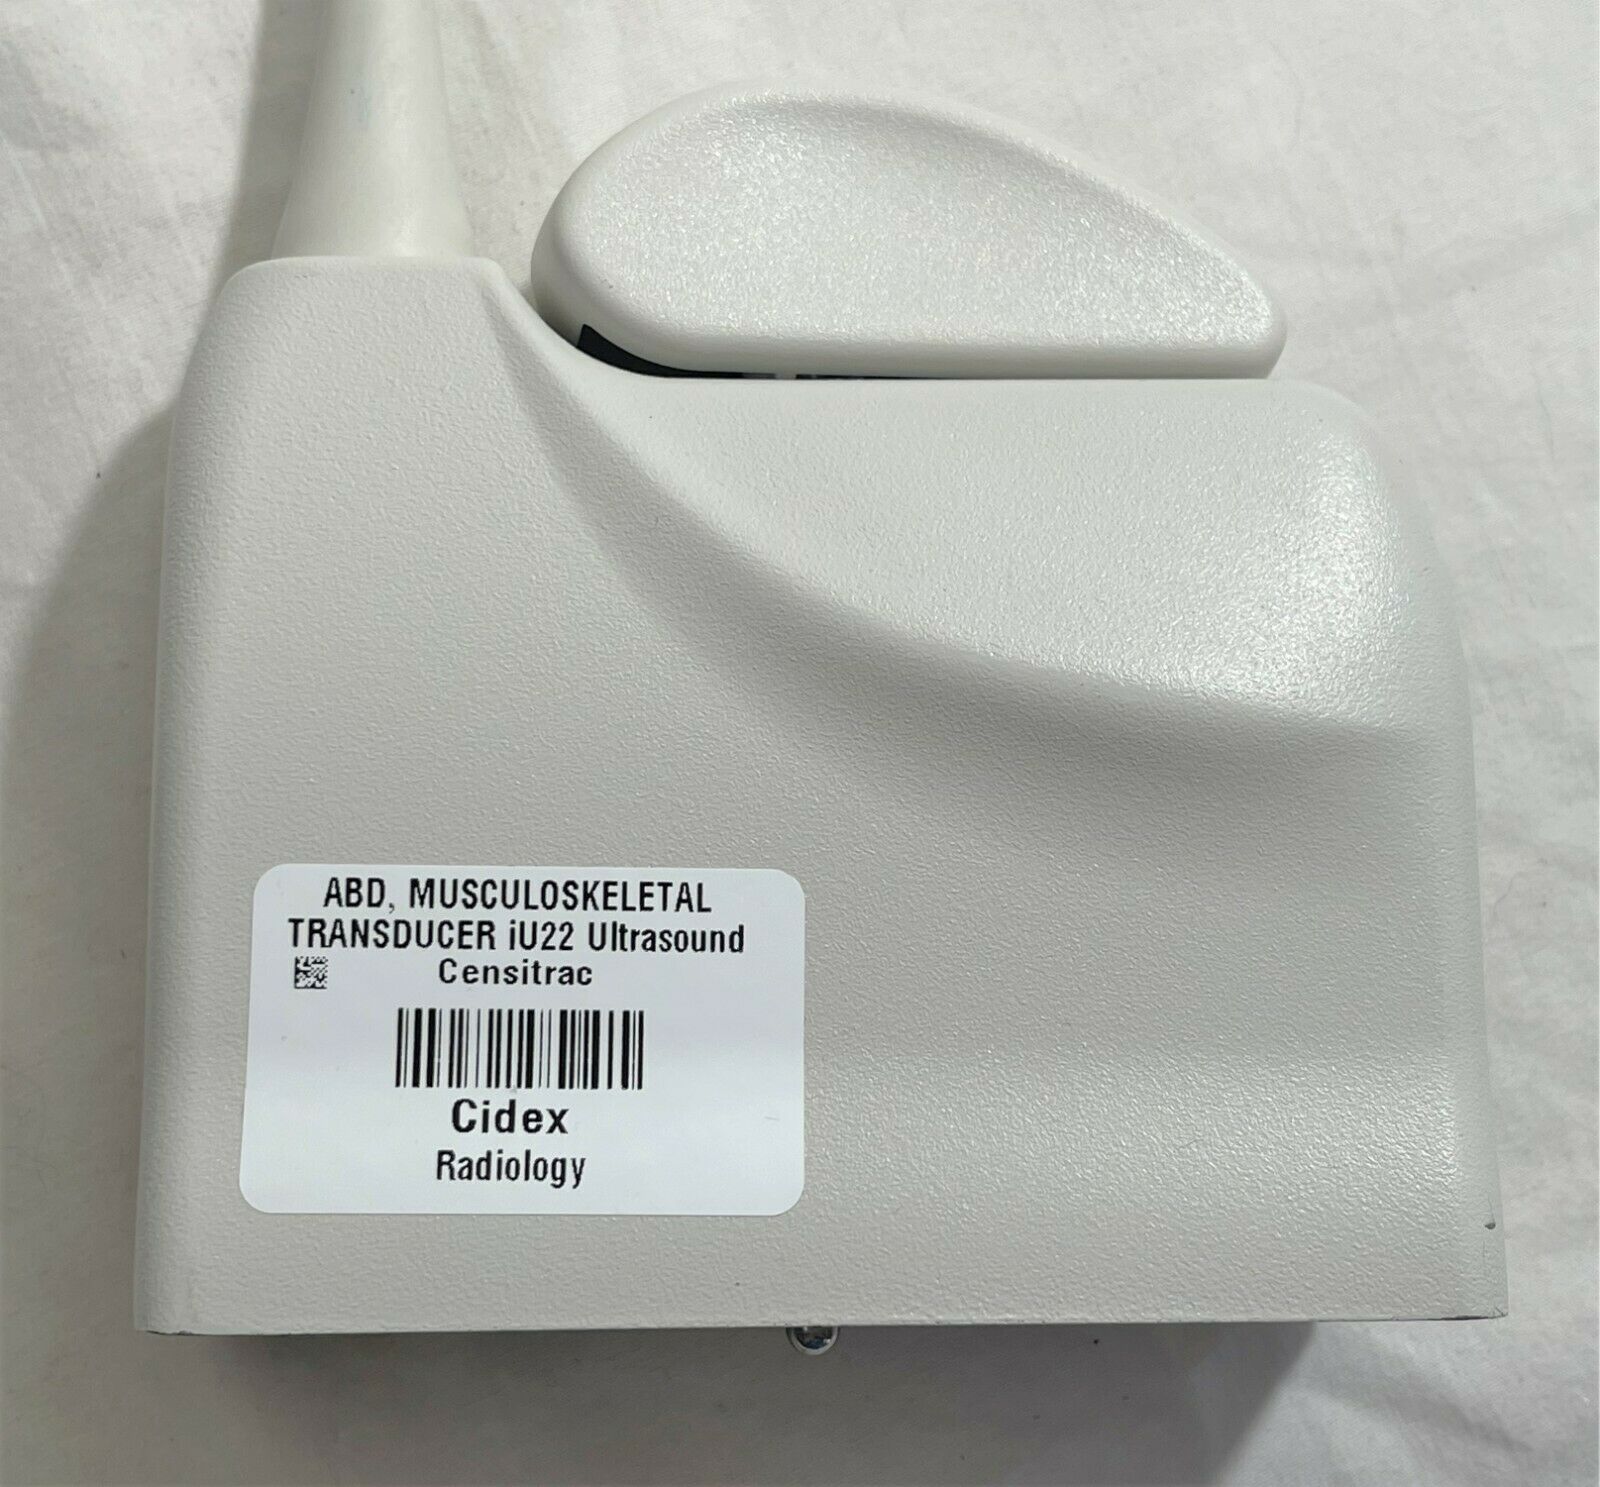 ABD, MUSCULOSKELETAL
TRANSDUCER iU22 Ultrasound
Censitrac
Cidex
Radiology